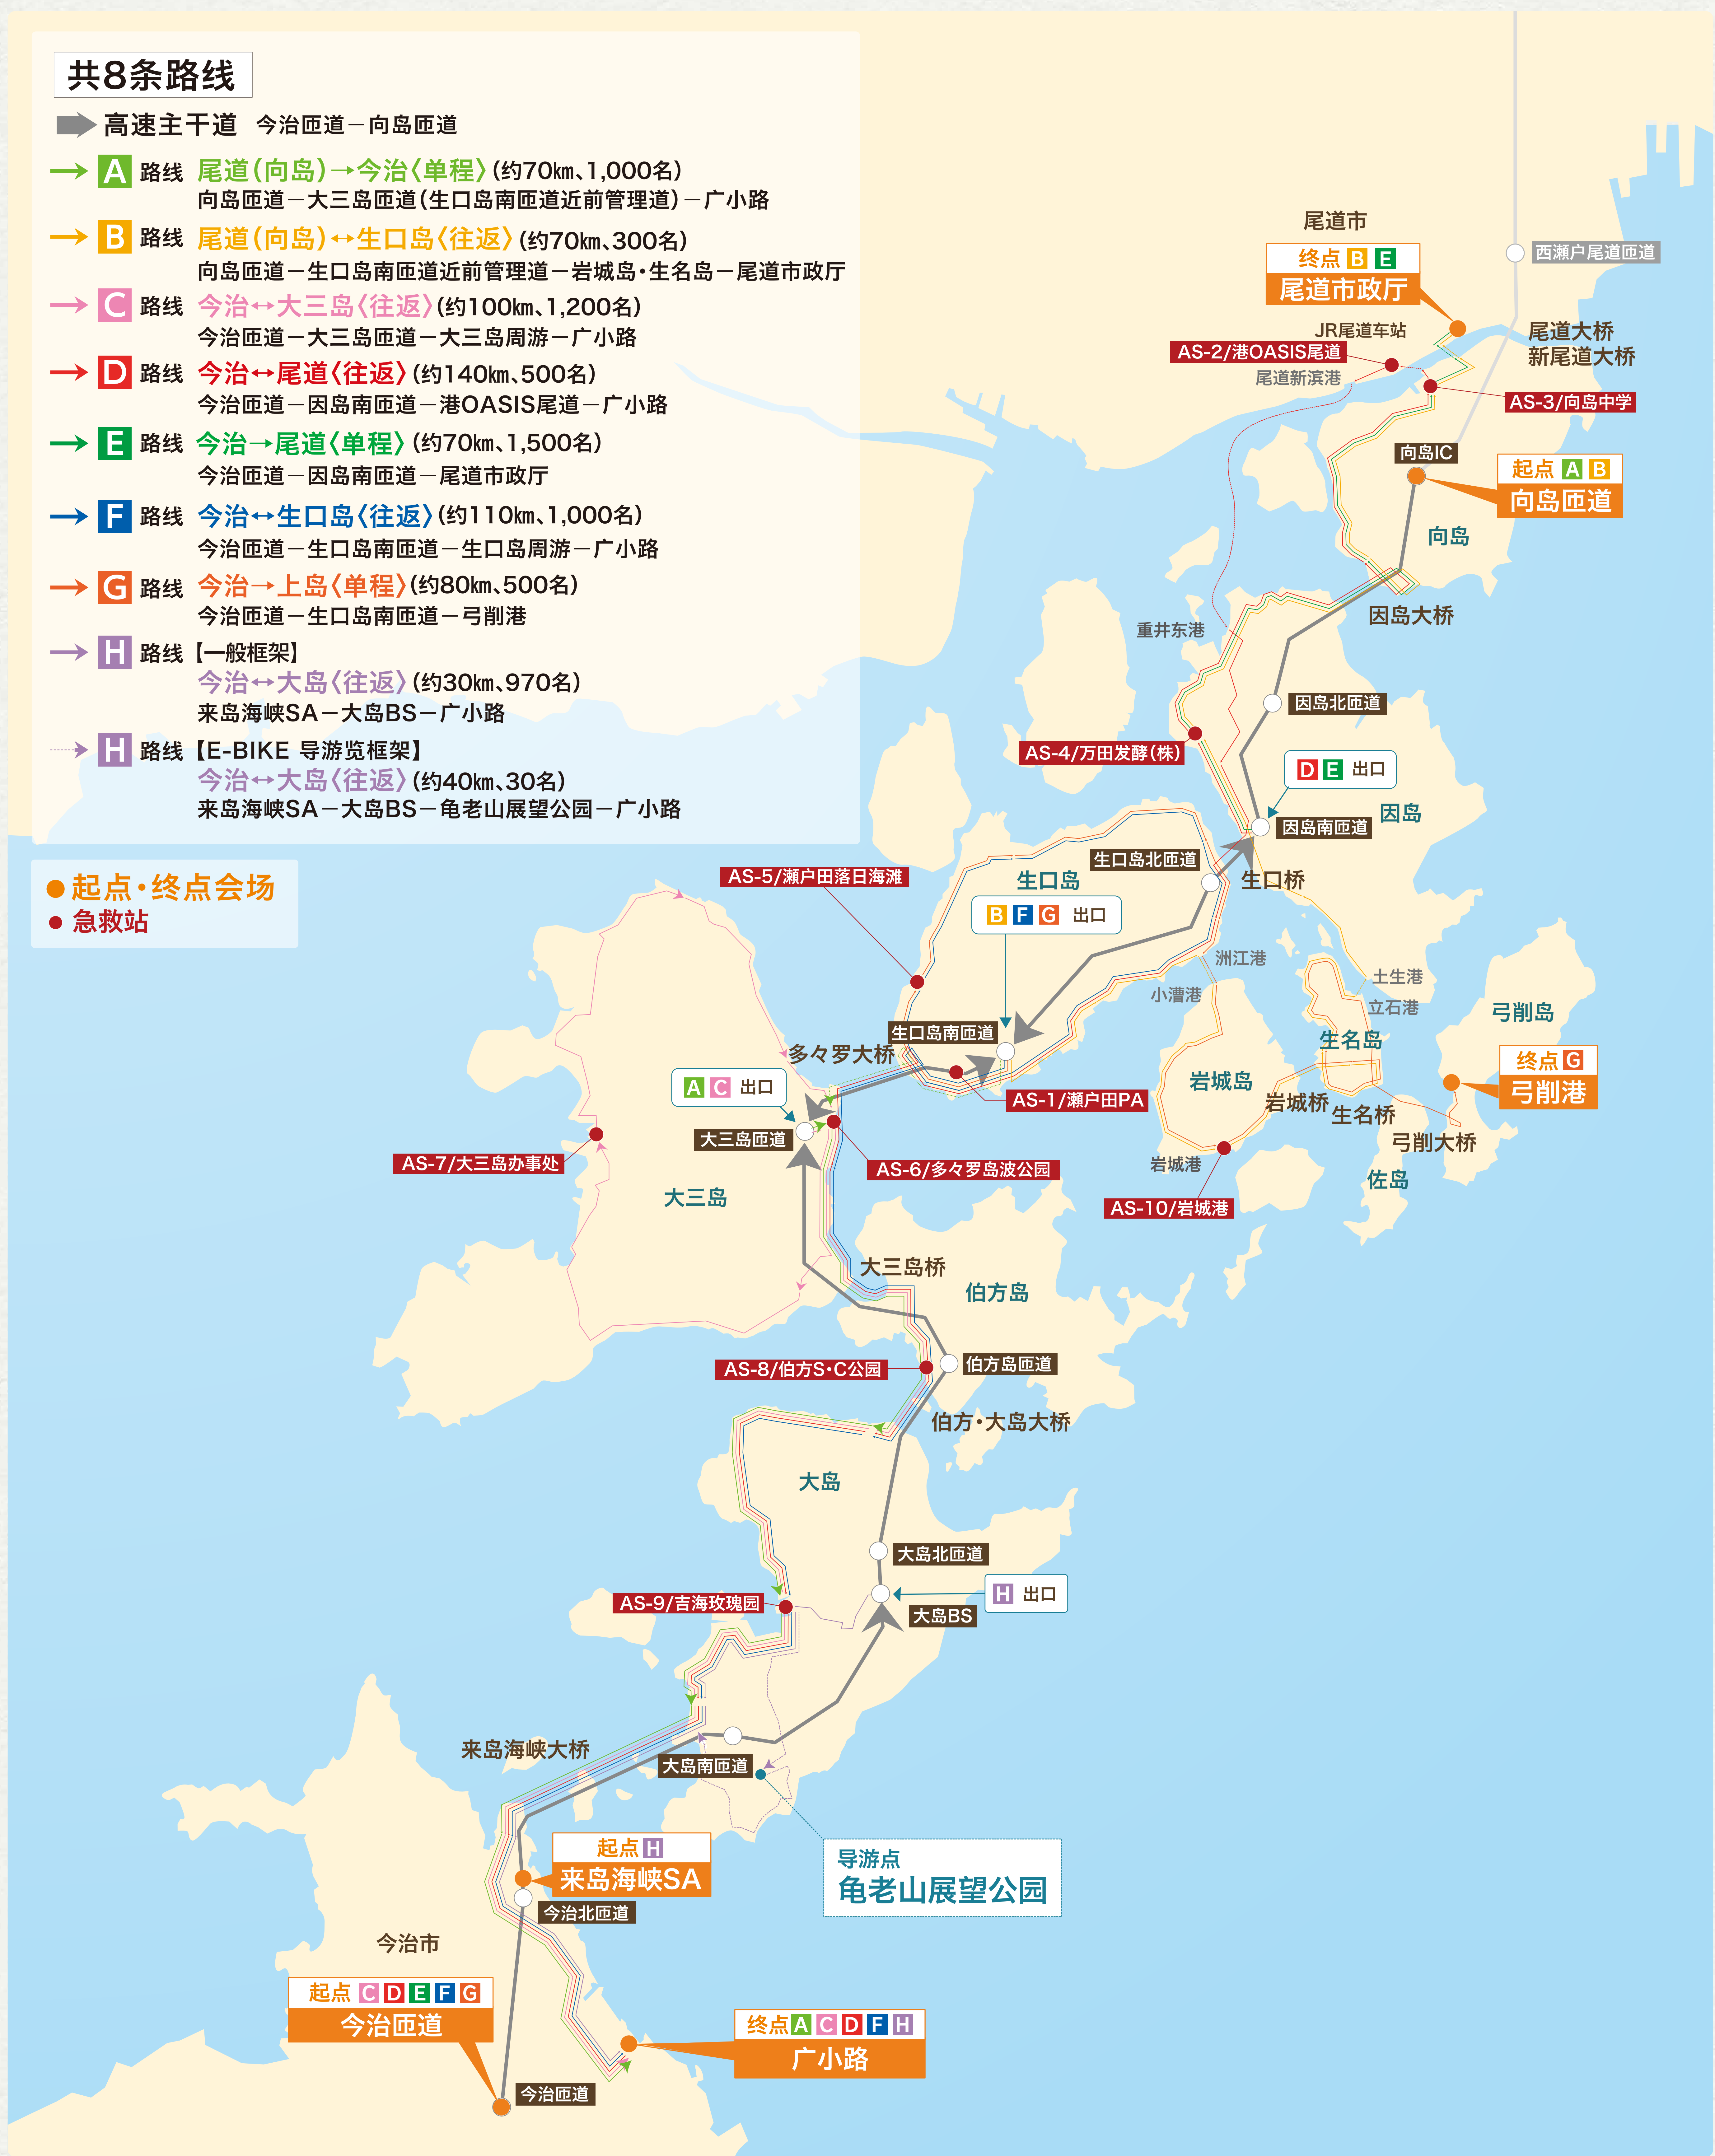 共8条路线
高速主干道 今治匝道－向岛匝道
A 路线 尾道（向岛）→今治〈单程〉（约70㎞、1,000名）
向岛匝道－大三岛匝道（生口岛南匝道近前管理道）－广小路
B 路线 尾道（向岛）↔生口岛〈往返〉（约70㎞、300名）
向岛匝道－生口岛南匝道近前管理道－岩城岛・生名岛－尾道市政厅
C 路线 今治↔大三岛〈往返〉（约100㎞、1,200名）
今治匝道－大三岛匝道－大三岛周游－广小路
D 路线 今治↔尾道〈往返〉（约140㎞、500名）
今治匝道－因岛南匝道－港OASIS尾道－广小路
E 路线 今治→尾道〈单程〉（约70㎞、1,500名）
今治匝道－因岛南匝道－尾道市政厅
F 路线 今治↔生口岛〈往返〉（约110㎞、1,000名）
今治匝道－生口岛南匝道－生口岛周游－广小路
G 路线 今治→上岛〈单程〉（约80㎞、500名）
今治匝道－生口岛南匝道－弓削港
H 路线【一般框架】
今治↔大岛〈往返〉（约30㎞、970名）
来岛海峡SA－大岛BS－广小路
H 路线【E-BIKE 导游览框架】
今治↔大岛〈往返〉（约40㎞、30名）
来岛海峡SA－大岛BS－龟老山展望公园－广小路
起点・终点会场
急救站
尾道市
终点 B E
尾道市政厅
西瀬户尾道匝道
JR尾道车站
尾道大桥
新尾道大桥
AS-2/港OASIS尾道
尾道新滨港
AS-3/向岛中学
向岛IC
起点 A B
向岛匝道
向岛
因岛大桥
重井东港
因岛北匝道
AS-4/万田发酵（株）
D E 出口
因岛
因岛南匝道
生口岛北匝道
生口桥
AS-5/瀬户田落日海滩
生口岛
B F G 出口
洲江港
小漕港
土生港
立石港
弓削岛
生口岛南匝道
生名岛
多々罗大桥
终点 G
弓削港
A C 出口
岩城岛
AS-1/瀬户田PA
岩城桥
生名桥
大三岛匝道
弓削大桥
AS-7/大三岛办事处
AS-6/多々罗岛波公园
岩城港
佐岛
大三岛
AS-10/岩城港
大三岛桥
伯方岛
AS-8/伯方S・C公园
伯方岛匝道
伯方・大岛大桥
大岛
大岛北匝道
AS-9/吉海玫瑰园
H 出口
大岛BS
来岛海峡大桥
大岛南匝道
起点 H
来岛海峡SA
导游点
龟老山展望公园
今治北匝道
今治市
起点 C D E F G
今治匝道
终点 A C D F H
广小路
今治匝道